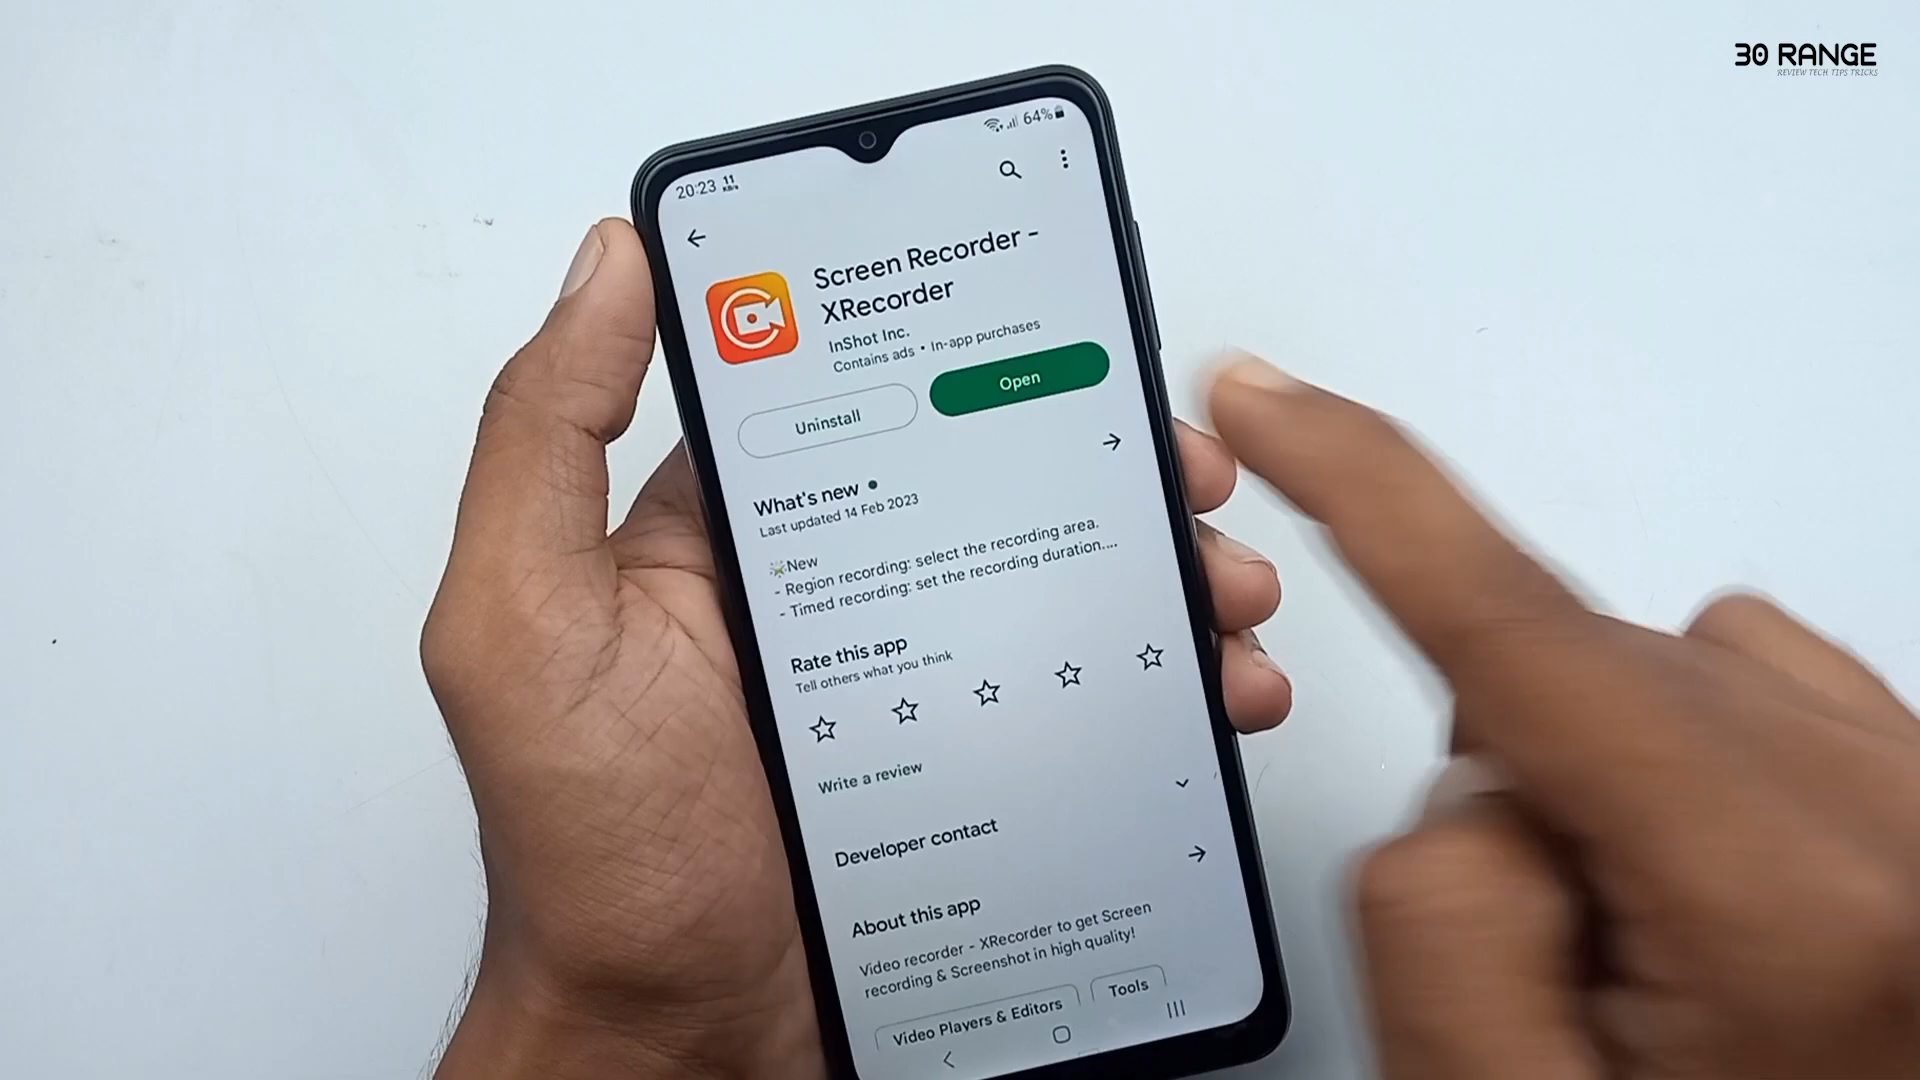 30 RANGE
REVIEW TECH TIPS TRICKS
20:23 11 KB/s
64%
Screen Recorder -
XRecorder
InShot Inc.
Contains ads • In-app purchases
Uninstall
Open
What's new •
Last updated 14 Feb 2023
New
- Region recording: select the recording area.
- Timed recording: set the recording duration....
Rate this app
Tell others what you think
Write a review
Developer contact
About this app
Video recorder - XRecorder to get Screen
recording & Screenshot in high quality!
Video Players & Editors
Tools